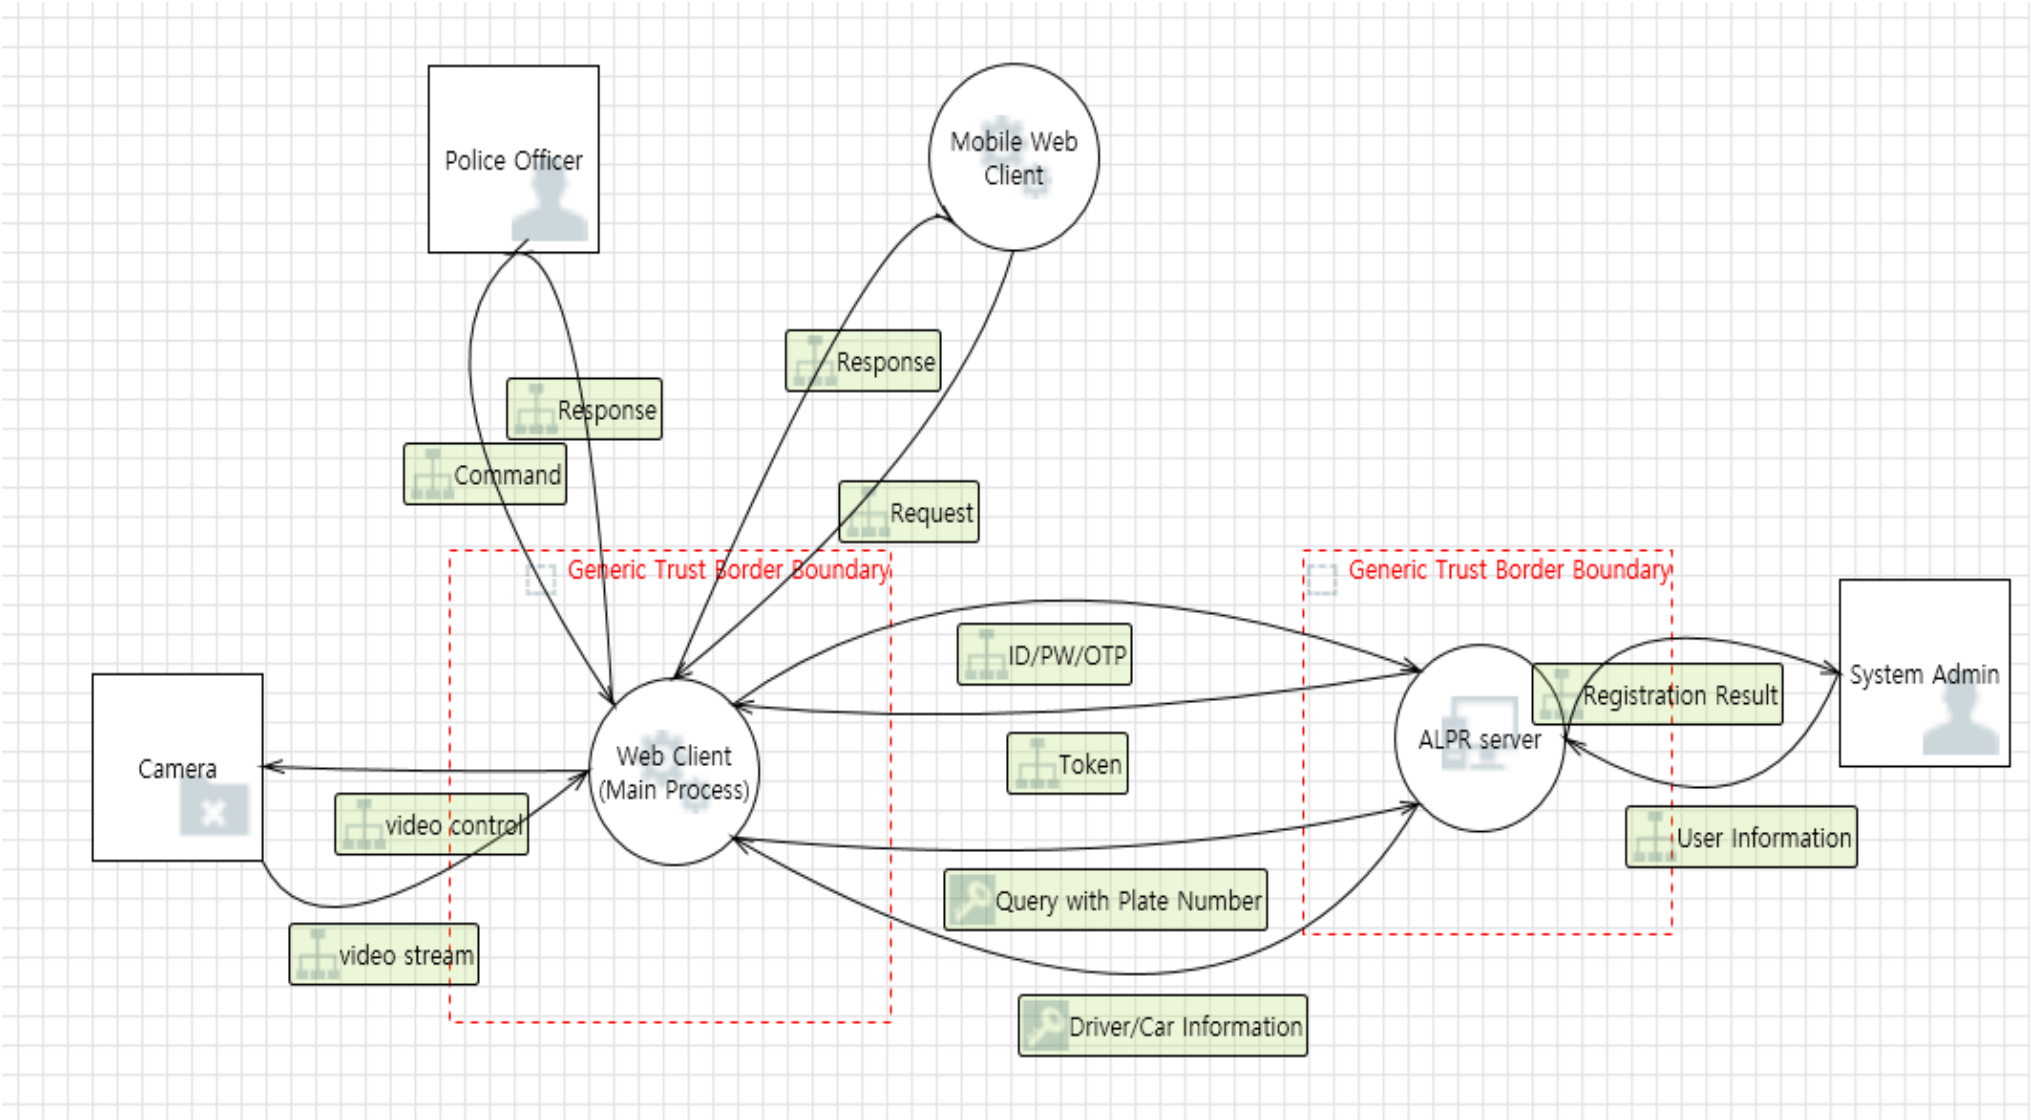 Police Officer
Mobile Web
Client
Response
Response
Command
Request
Generic Trust Border Boundary
Generic Trust Border Boundary
ID/PW/OTP
System Admin
Registration Result
ALPR server
Web Client
(Main Process)
Camera
Token
video control
User Information
Query with Plate Number
video stream
Driver/Car Information